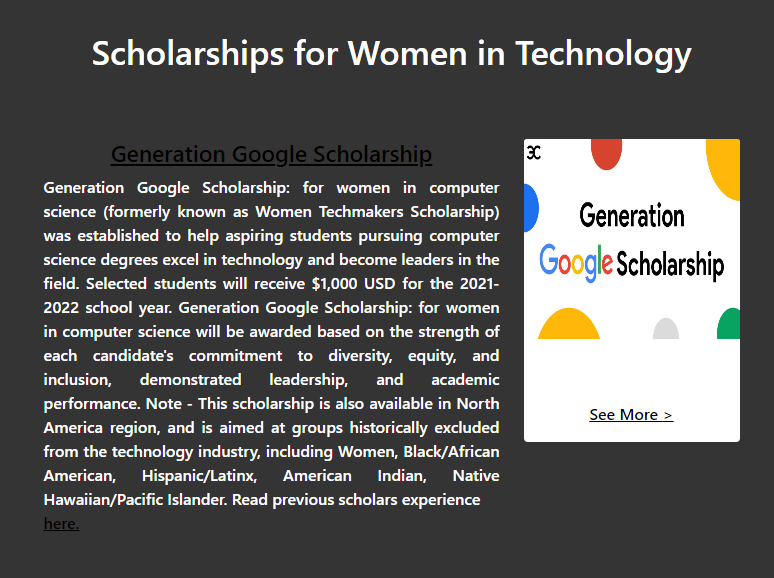 Scholarships for Women in Technology
Generation Google Scholarship
Generation Google Scholarship: for women in computer
science (formerly known as Women Techmakers Scholarship)
was established to help aspiring students pursuing computer
science degrees excel in technology and become leaders in the
field. Selected students will receive $1,000 USD for the 2021-
2022 school year. Generation Google Scholarship: for women
in computer science will be awarded based on the strength of
each candidate's commitment to diversity, equity, and
inclusion, demonstrated leadership, and academic
performance. Note - This scholarship is also available in North
America region, and is aimed at groups historically excluded
from the technology industry, including Women, Black/African
American, Hispanic/Latinx, American Indian, Native
Hawaiian/Pacific Islander. Read previous scholars experience
here.
Generation
Google Scholarship
See More >